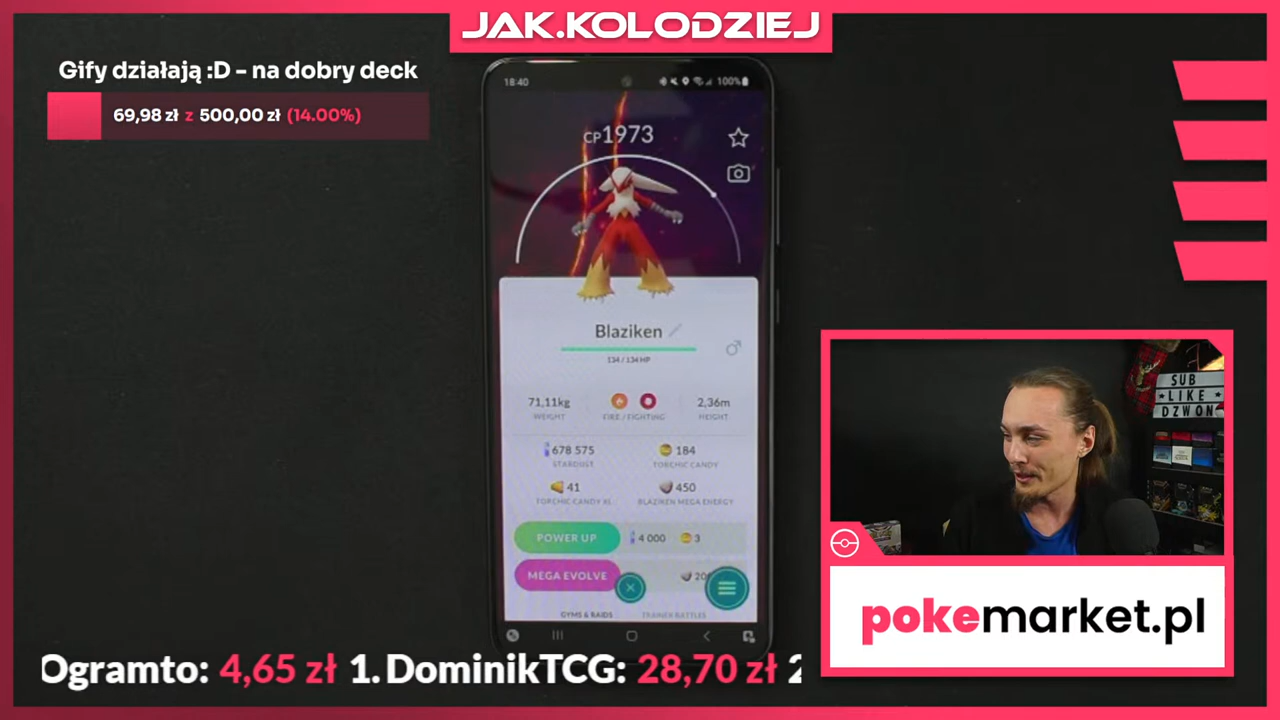 JAK.KOLODZIEJ
Gify działają :D - na dobry deck
69,98 zł z 500,00 zł (14.00%)
18:40
100%
CP1973
Blaziken
134 / 134 HP
71,11kg
WEIGHT
FIRE / FIGHTING
2,36m
HEIGHT
678 575
STARDUST
184
TORCHIC CANDY
41
TORCHIC CANDY XL
450
BLAZIKEN MEGA ENERGY
POWER UP
4 000
3
MEGA EVOLVE
GYMS & RAIDS
TRAINER BATTLES
SUB
LIKE
DZWON
pokemarket.pl
Ogramto: 4,65 zł 1. DominikTCG: 28,70 zł 2